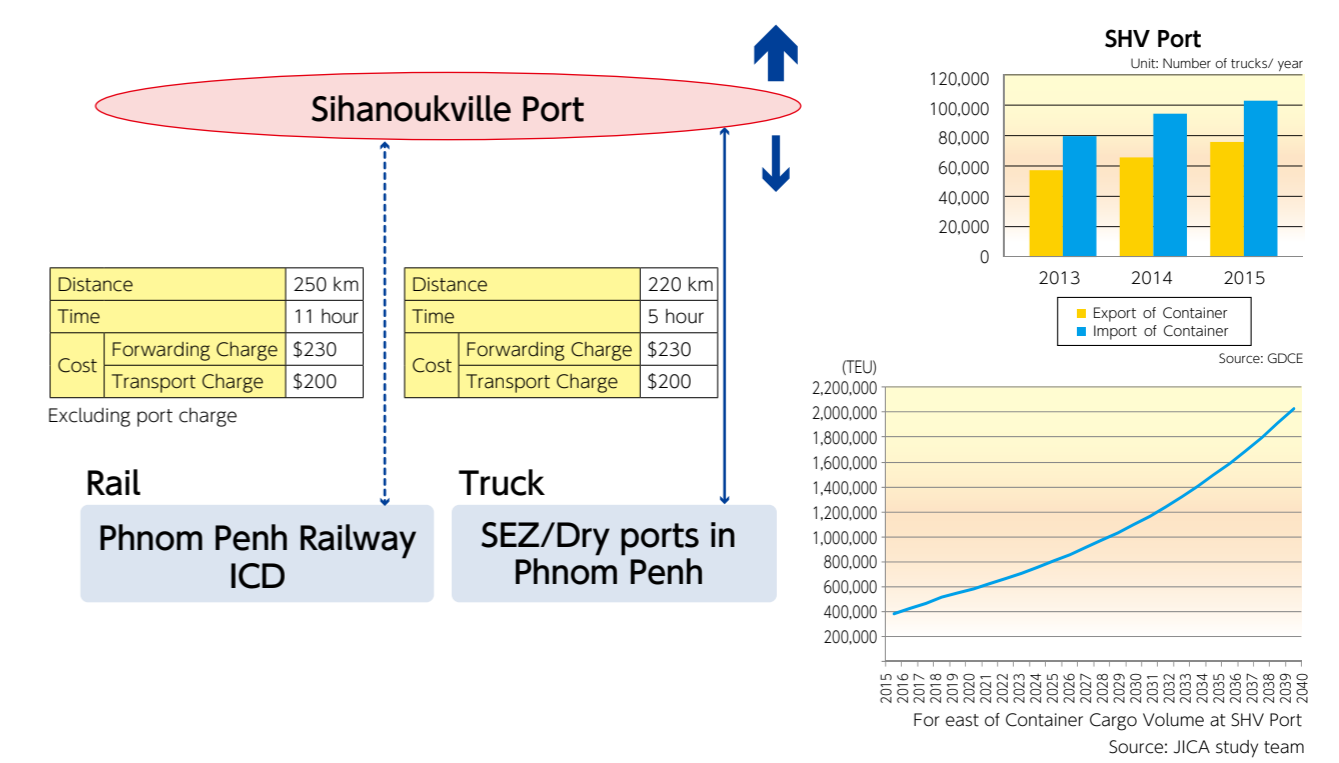 Sihanoukville Port
Distance 250 km
Time 11 hour
Cost Forwarding Charge $230
Transport Charge $200
Excluding port charge
Distance 220 km
Time 5 hour
Cost Forwarding Charge $230
Transport Charge $200
Rail
Phnom Penh Railway
ICD
Truck
SEZ/Dry ports in
Phnom Penh
SHV Port
Unit: Number of trucks/ year
120,000
100,000
80,000
60,000
40,000
20,000
0
2013 2014 2015
Export of Container
Import of Container
Source: GDCE
(TEU)
2,200,000
2,000,000
1,800,000
1,600,000
1,400,000
1,200,000
1,000,000
800,000
600,000
400,000
200,000
2015 2016 2017 2018 2019 2020 2021 2022 2023 2024 2025 2026 2027 2028 2029 2030 2031 2032 2033 2034 2035 2036 2037 2038 2039 2040
For east of Container Cargo Volume at SHV Port
Source: JICA study team